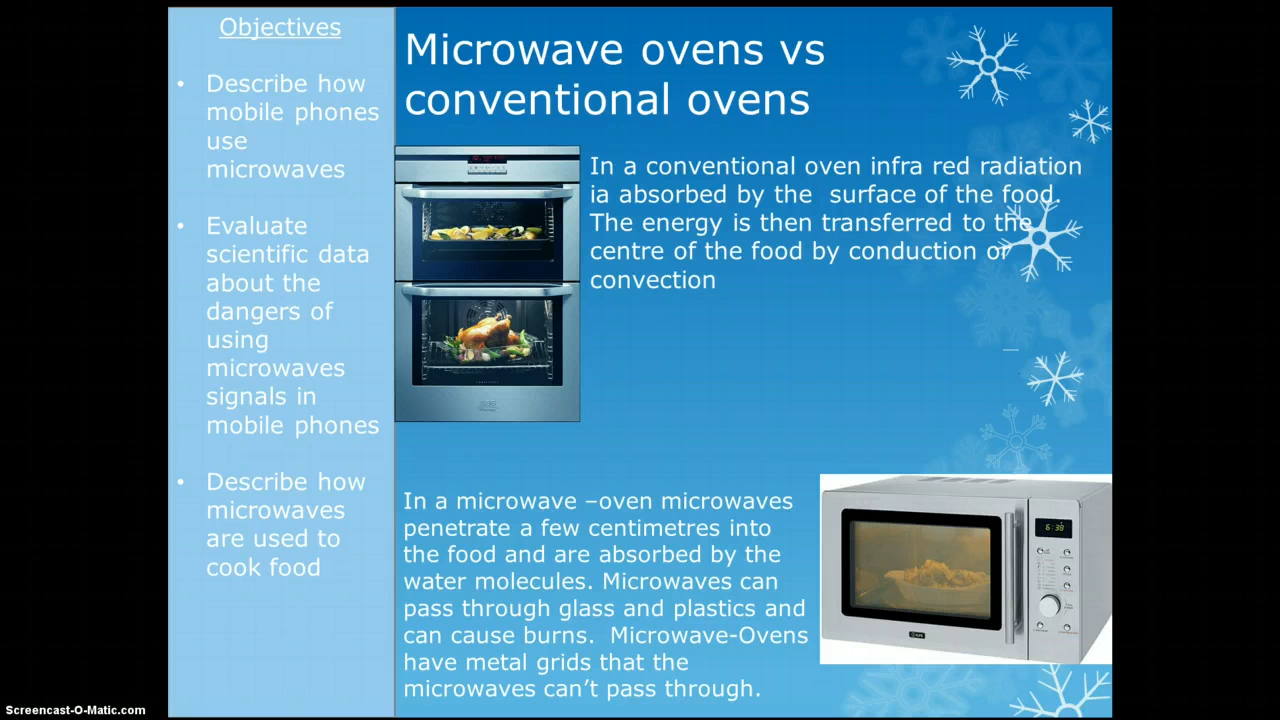 Objectives
• Describe how
mobile phones
use
microwaves
• Evaluate
scientific data
about the
dangers of
using
microwaves
signals in
mobile phones
• Describe how
microwaves
are used to
cook food
Microwave ovens vs
conventional ovens
In a conventional oven infra red radiation
ia absorbed by the surface of the food.
The energy is then transferred to the
centre of the food by conduction or
convection
In a microwave –oven microwaves
penetrate a few centimetres into
the food and are absorbed by the
water molecules. Microwaves can
pass through glass and plastics and
can cause burns. Microwave-Ovens
have metal grids that the
microwaves can’t pass through.
6:30
Screencast-O-Matic.com